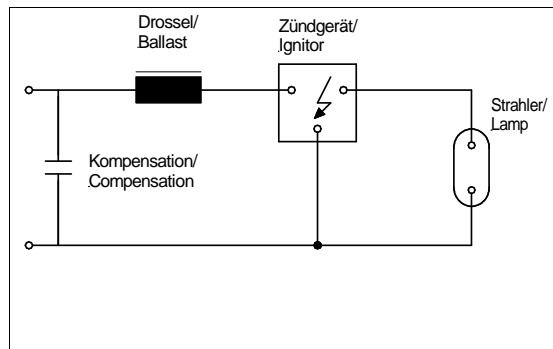 Drossel/
Ballast
Zündgerät/
Ignitor
Strahler/
Lamp
Kompensation/
Compensation